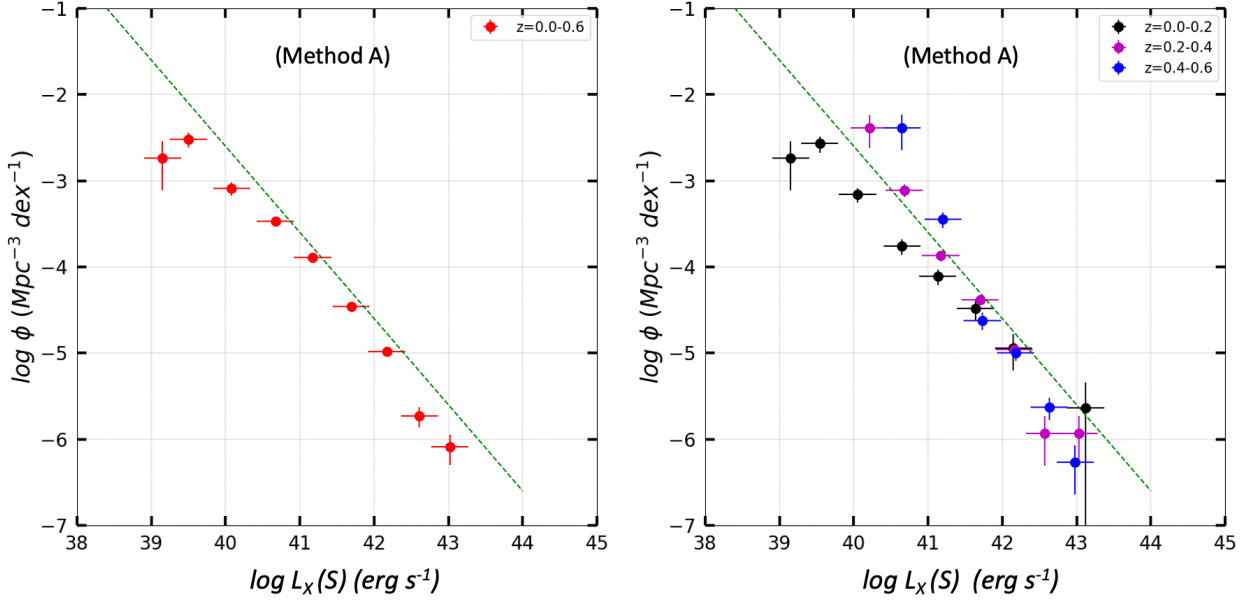 z=0.0-0.6
(Method A)
−1
−2
−3
−4
−5
−6
−7
log ϕ (Mpc⁻³ dex⁻¹)
38 39 40 41 42 43 44 45
log L_X(S) (erg s⁻¹)
z=0.0-0.2
z=0.2-0.4
z=0.4-0.6
(Method A)
−1
−2
−3
−4
−5
−6
−7
log ϕ (Mpc⁻³ dex⁻¹)
38 39 40 41 42 43 44 45
log L_X(S) (erg s⁻¹)